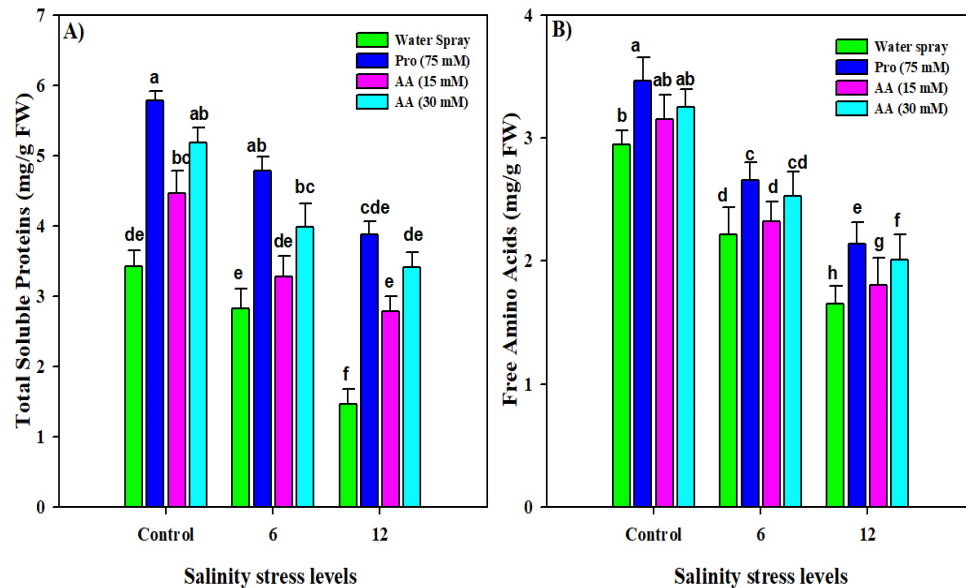 A)
Total Soluble Proteins (mg/g FW)
7
6
5
4
3
2
1
0
Water Spray
Pro (75 mM)
AA (15 mM)
AA (30 mM)
de
a
bc
ab
e
ab
de
bc
f
cde
e
de
Control
6
12
Salinity stress levels
B)
Free Amino Acids (mg/g FW)
4
3
2
1
0
Water spray
Pro (75 mM)
AA (15 mM)
AA (30 mM)
b
a
ab
ab
d
c
d
cd
h
e
g
f
Control
6
12
Salinity stress levels